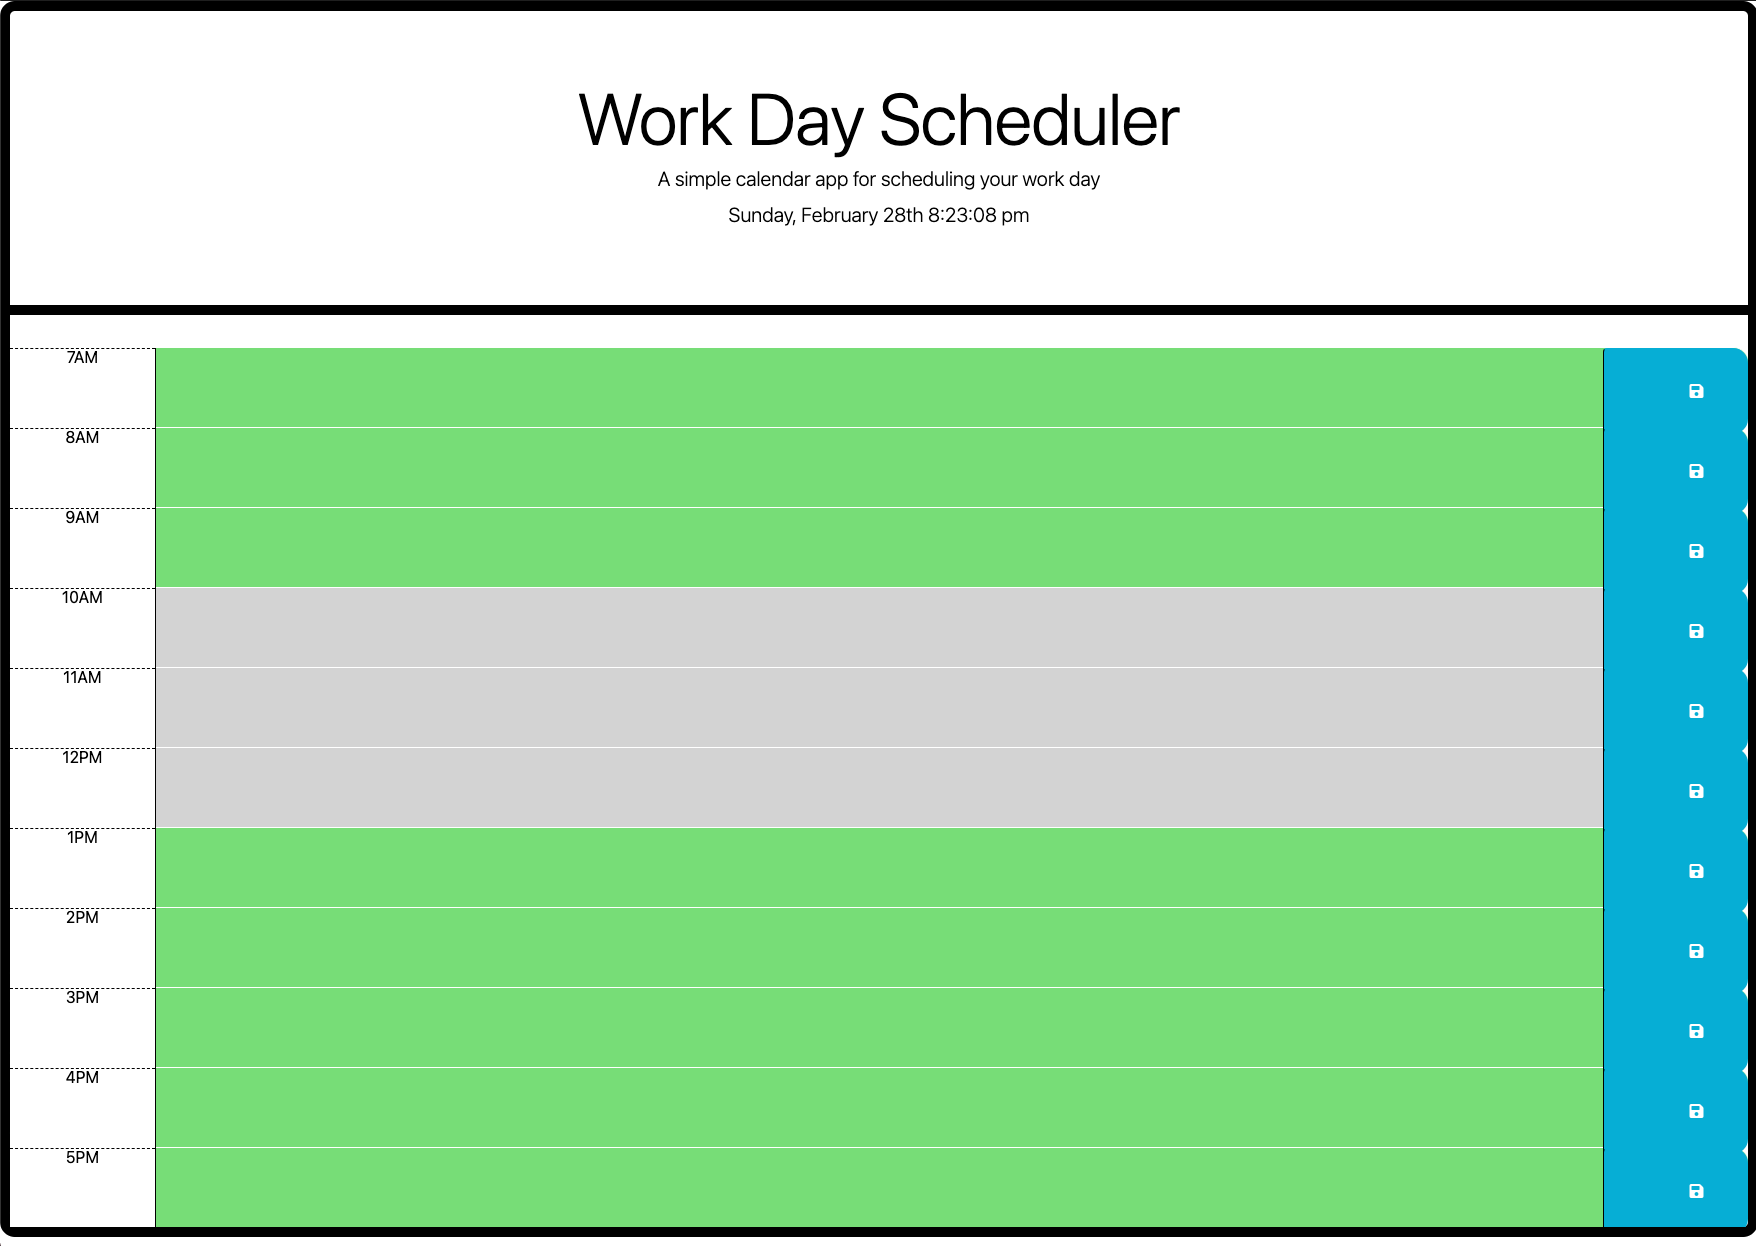 Work Day Scheduler
A simple calendar app for scheduling your work day
Sunday, February 28th 8:23:08 pm
7AM
8AM
9AM
10AM
11AM
12PM
1PM
2PM
3PM
4PM
5PM